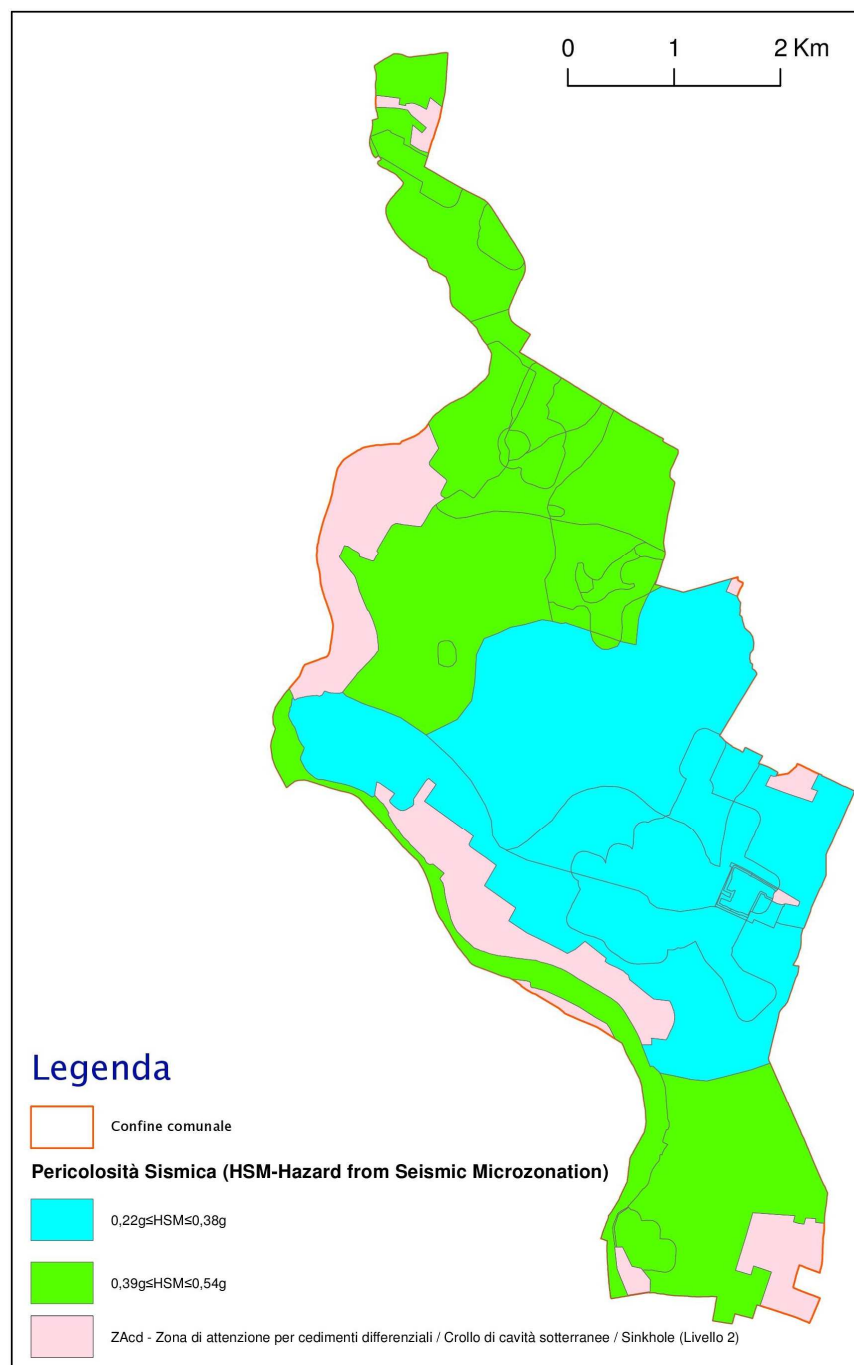 0 1 2 Km
Legenda
Confine comunale
Pericolosità Sismica (HSM-Hazard from Seismic Microzonation)
0,22g≤HSM≤0,38g
0,39g≤HSM≤0,54g
ZAcd - Zona di attenzione per cedimenti differenziali / Crollo di cavità sotterranee / Sinkhole (Livello 2)